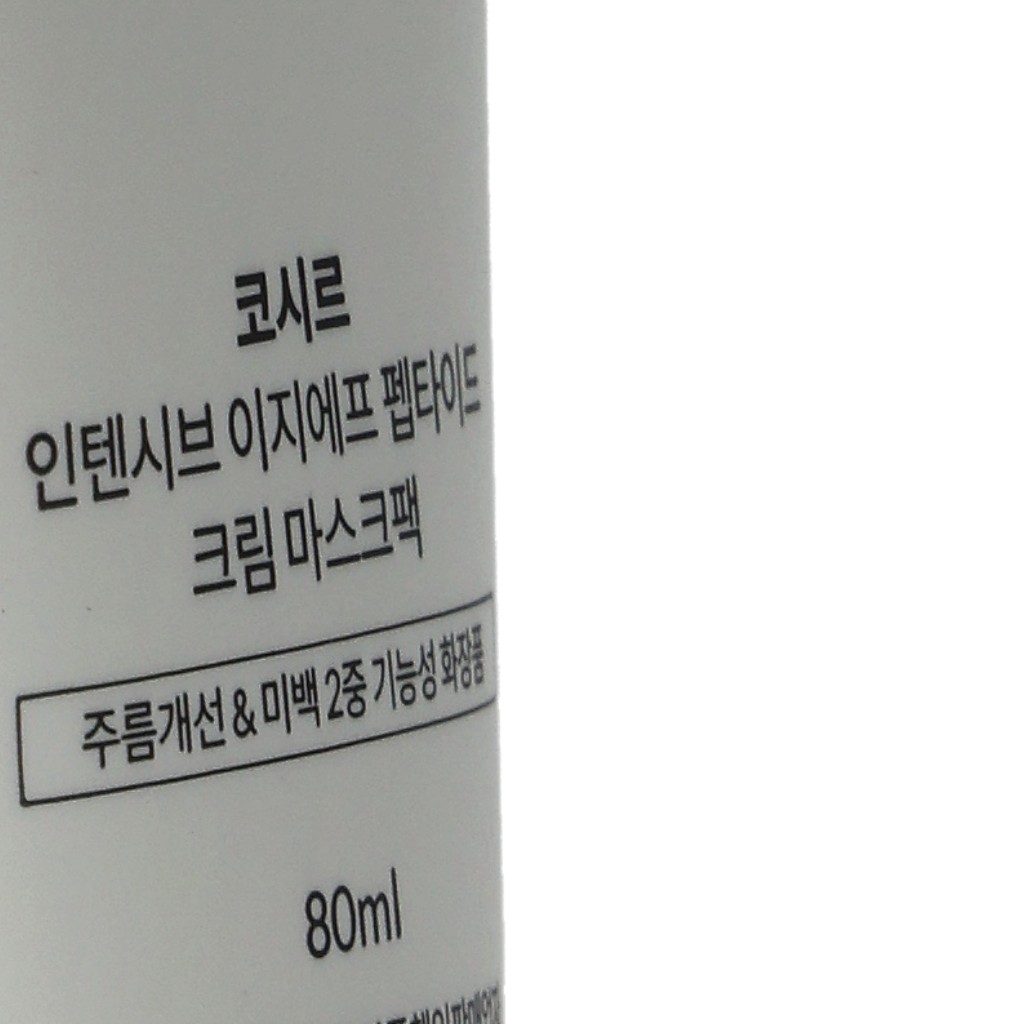 코시르
인텐시브 이지에프 펩타이드
크림 마스크팩
주름개선 & 미백 2중 기능성 화장품
80ml